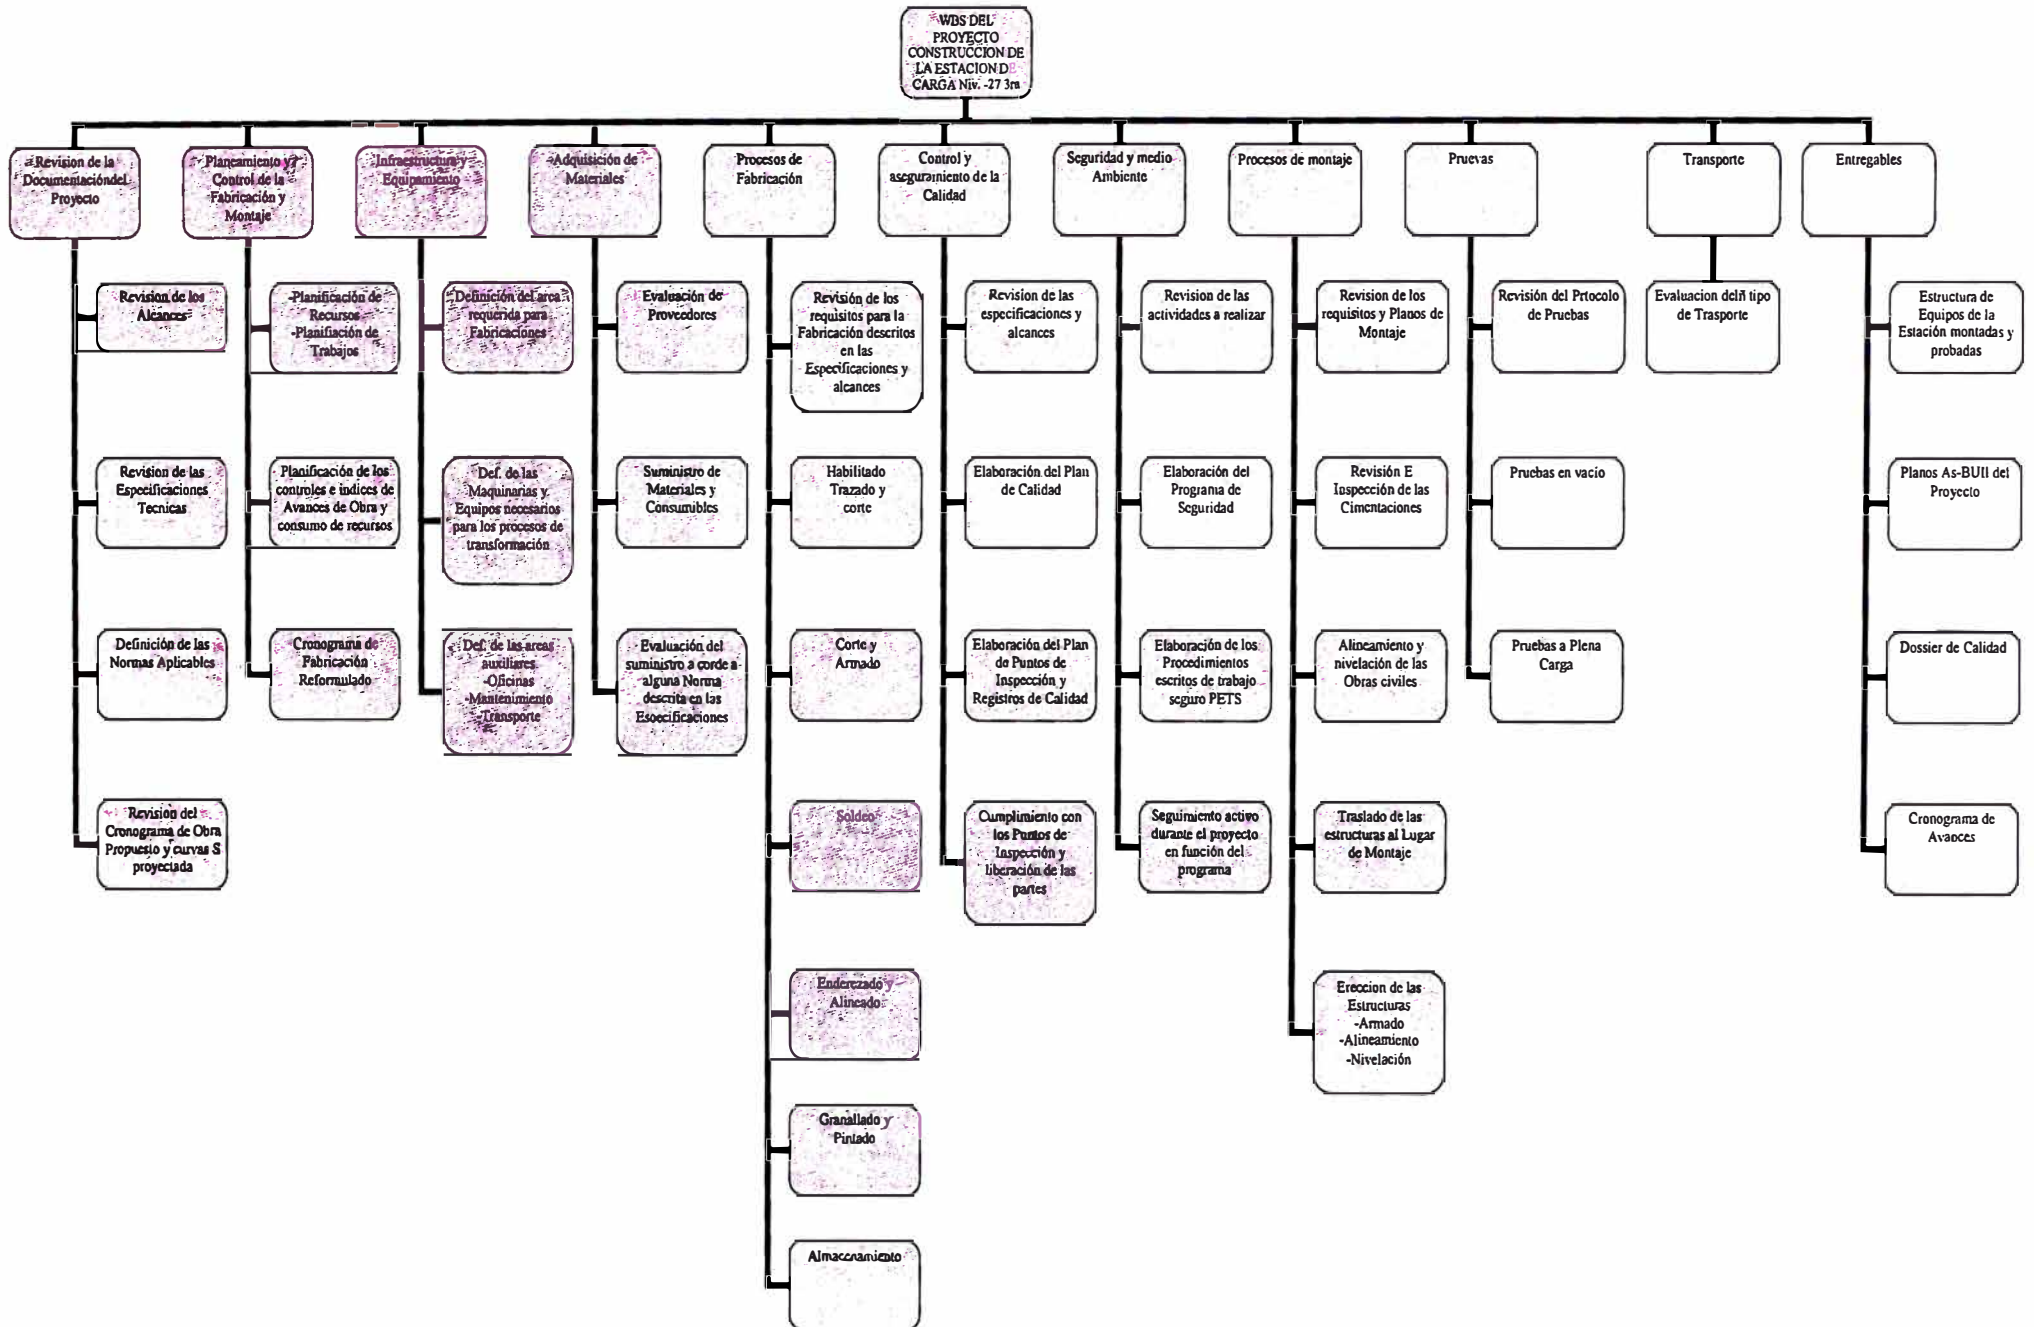 WBS DEL
PROYECTO
CONSTRUCCION DE
LA ESTACION DE
CARGA Niv. -27 3ra
Revision de la
Documentacióndel
Proyecto
Planeamiento y
Control de la
Fabricación y
Montaje
Infraestructura y
Equipamiento
Adquisición de
Materiales
Procesos de
Fabricación
Control y
aseguramiento de la
Calidad
Seguridad y medio
Ambiente
Procesos de montaje
Pruevas
Transporte
Entregables
Revision de los
Alcances
-Planificación de
Recursos
-Planifiación de
Trabajos
Definición del area
requerida para
Fabricaciones
Evaluación de
Proveedores
Revisión de los
requisitos para la
Fabricación descritos
en las
Especificaciones y
alcances
Revision de las
especificaciones y
alcances
Revision de las
actividades a realizar
Revision de los
requisitos y Planos de
Montaje
Revisión del Prtocolo
de Pruebas
Evaluacion delñ tipo
de Trasporte
Estructura de
Equipos de la
Estación montadas y
probadas
Revision de las
Especificaciones
Tecnicas
Planificación de los
controles e indices de
Avances de Obra y
consumo de recursos
Def. de las
Maquinarias y
Equipos necesarios
para los procesos de
transformación
Suministro de
Materiales y
Consumibles
Habilitado
Trazado y
corte
Elaboración del Plan
de Calidad
Elaboración del
Programa de
Seguridad
Revisión E
Inspección de las
Cimentaciones
Pruebas en vacio
Planos As-BUIl del
Proyecto
Definición de las
Normas Aplicables
Cronograma de
Fabricación
Reformulado
Def. de las areas
auxiliares
-Oficinas
-Mantenimiento
-Transporte
Evaluación del
suministro a corde a
alguna Norma
descrita en las
Esoecificaciones
Corte y
Armado
Elaboración del Plan
de Puntos de
Inspección y
Registros de Calidad
Elaboración de los
Procedimientos
escritos de trabajo
seguro PETS
Alineamiento y
nivelación de las
Obras civiles
Pruebas a Plena
Carga
Dossier de Calidad
Revisión del
Cronograma de Obra
Propuesto y curvas S
proyectada
Soldeo
Cumplimiento con
los Puntos de
Inspección y
liberación de las
partes
Seguimiento activo
durante el proyecto
en función del
programa
Traslado de las
estructuras al Lugar
de Montaje
Cronograma de
Avances
Enderezado y
Alineado
Ereccion de las
Estructuras
-Armado
-Alineamiento
-Nivelación
Granallado y
Pintado
Almacenamiento